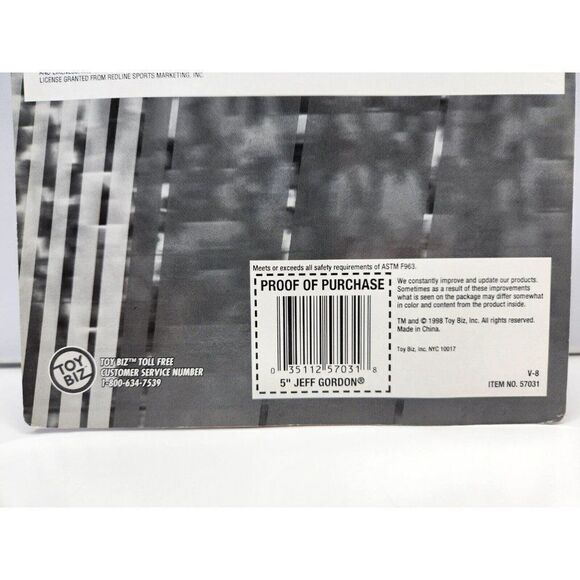 LICENSE GRANTED FROM REDLINE SPORTS MARKETING, INC.
Meets or exceeds all safety requirements of ASTM F963.
PROOF OF PURCHASE
0 35112 57031 8
5" JEFF GORDON®
We constantly improve and update our products.
Sometimes as a result of these improvements
what is seen on the package may differ somewhat
in color and content from the product inside.
TM and © 1998 Toy Biz, Inc. All rights reserved.
Made in China.
Toy Biz, Inc. NYC 10017
V-8
ITEM NO. 57031
TOY
BIZ
TOY BIZ™ TOLL FREE
CUSTOMER SERVICE NUMBER
1-800-634-7539